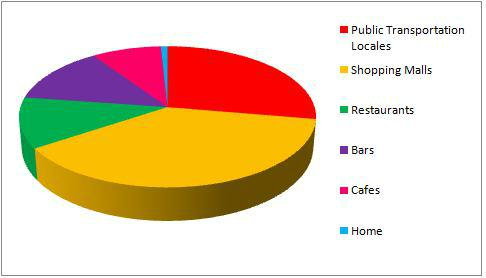 Public Transportation
Locales
Shopping Malls
Restaurants
Bars
Cafes
Home